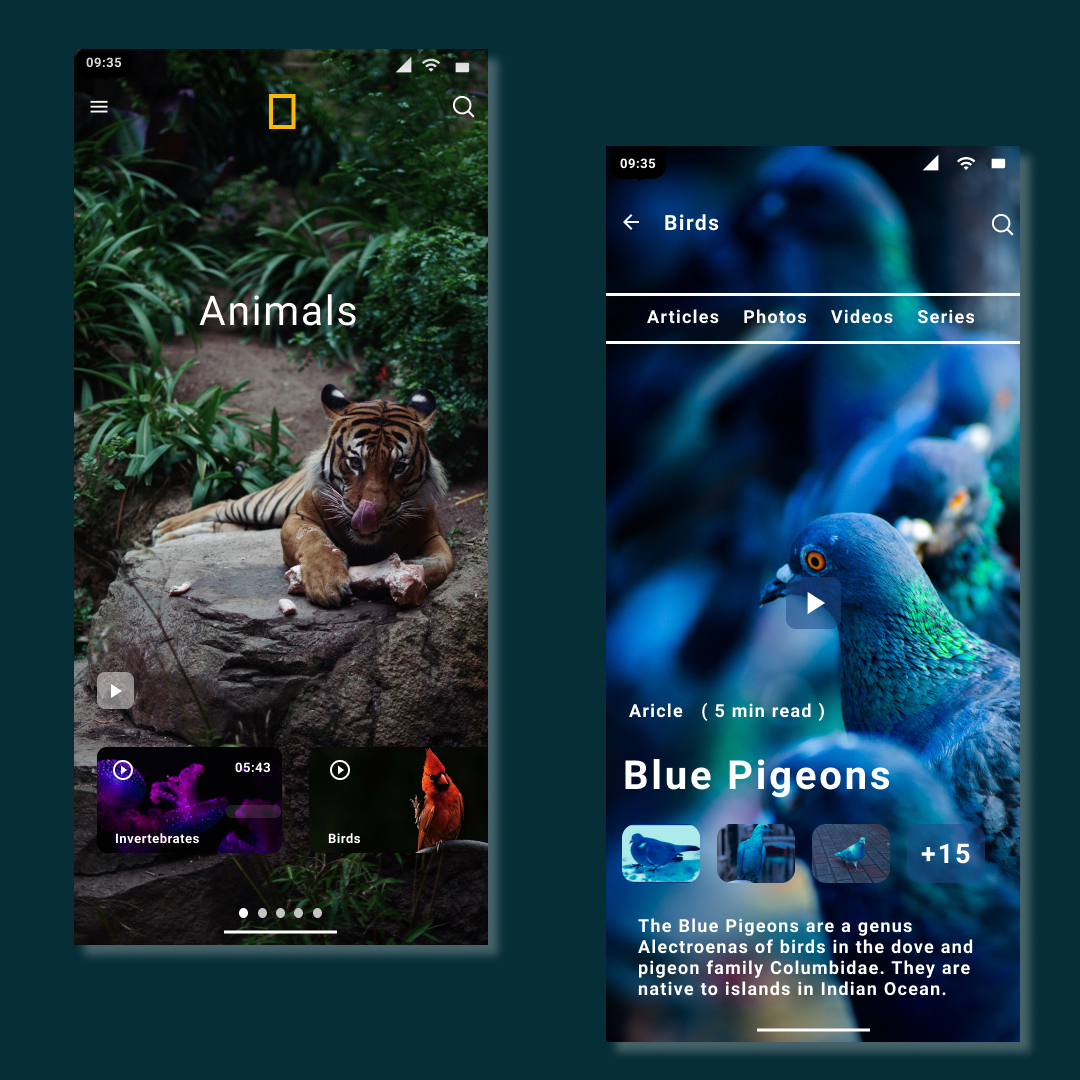 09:35
Animals
05:43
Invertebrates
Birds
09:35
Birds
Articles Photos Videos Series
Aricle ( 5 min read )
Blue Pigeons
+15
The Blue Pigeons are a genus
Alectroenas of birds in the dove and
pigeon family Columbidae. They are
native to islands in Indian Ocean.